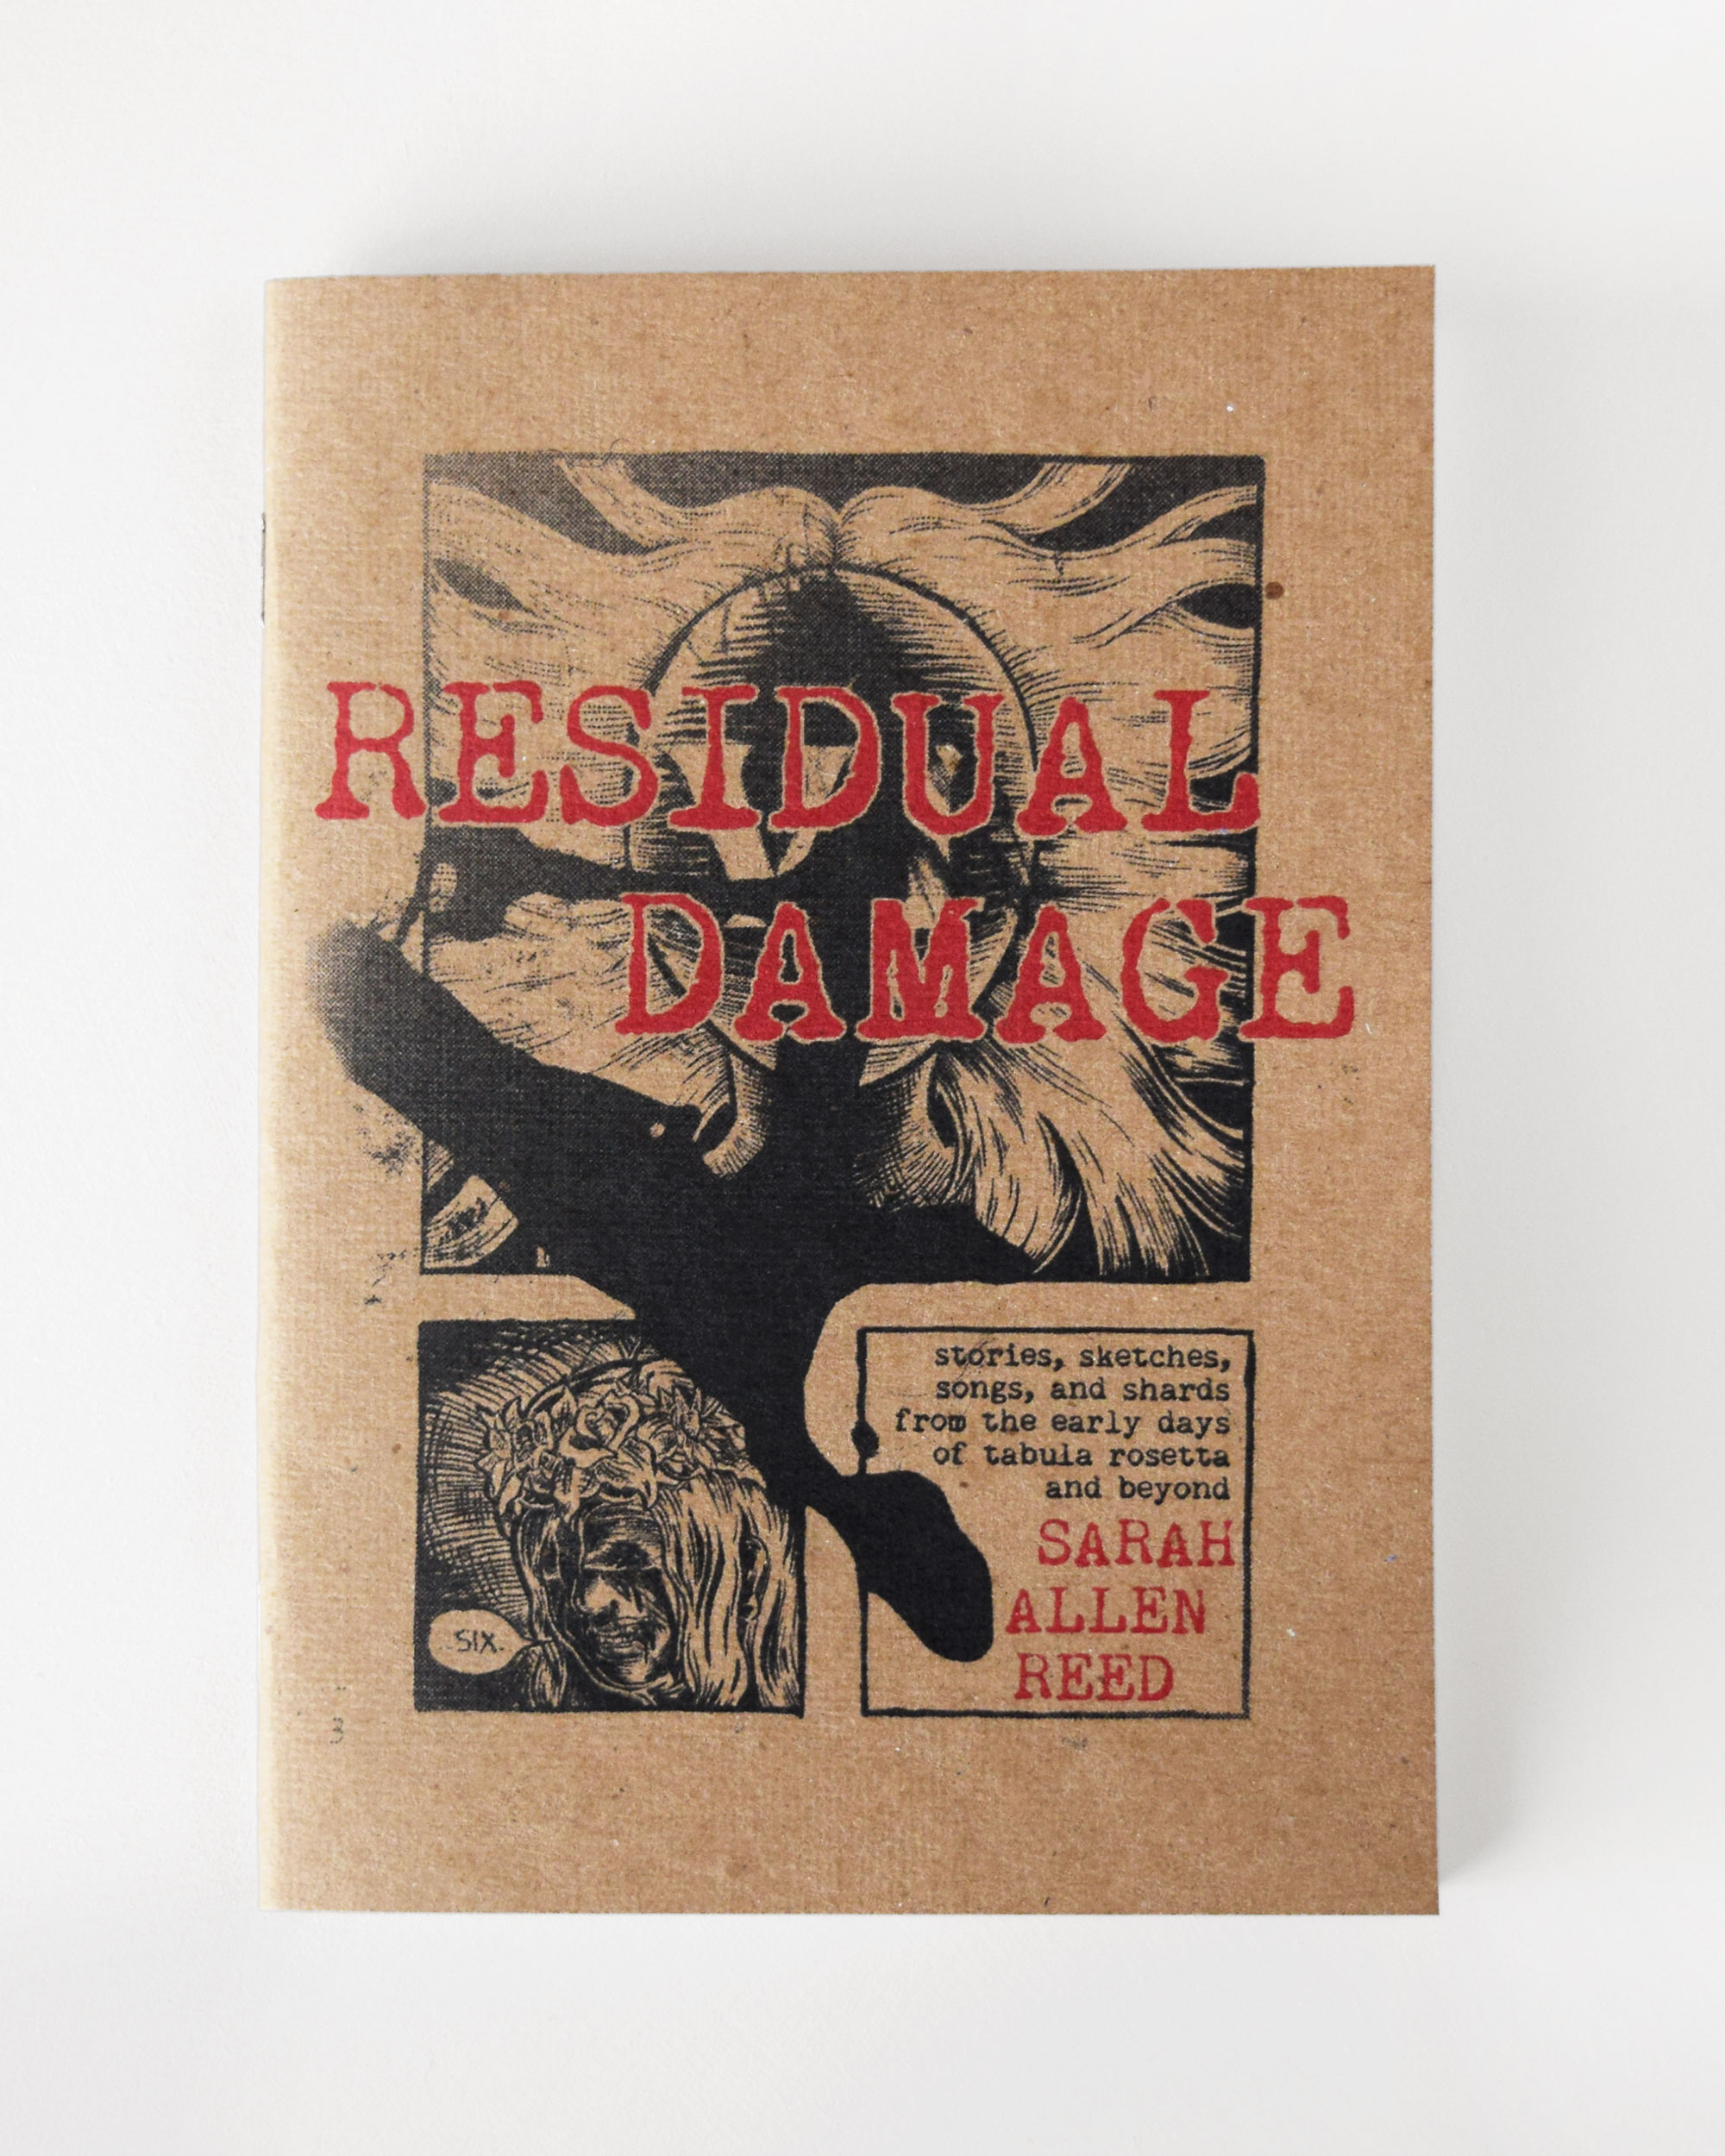 RESIDUAL
DAMAGE
stories, sketches,
songs, and shards
from the early days
of tabula rosetta
and beyond
SARAH
ALLEN
REED
SIX.
3